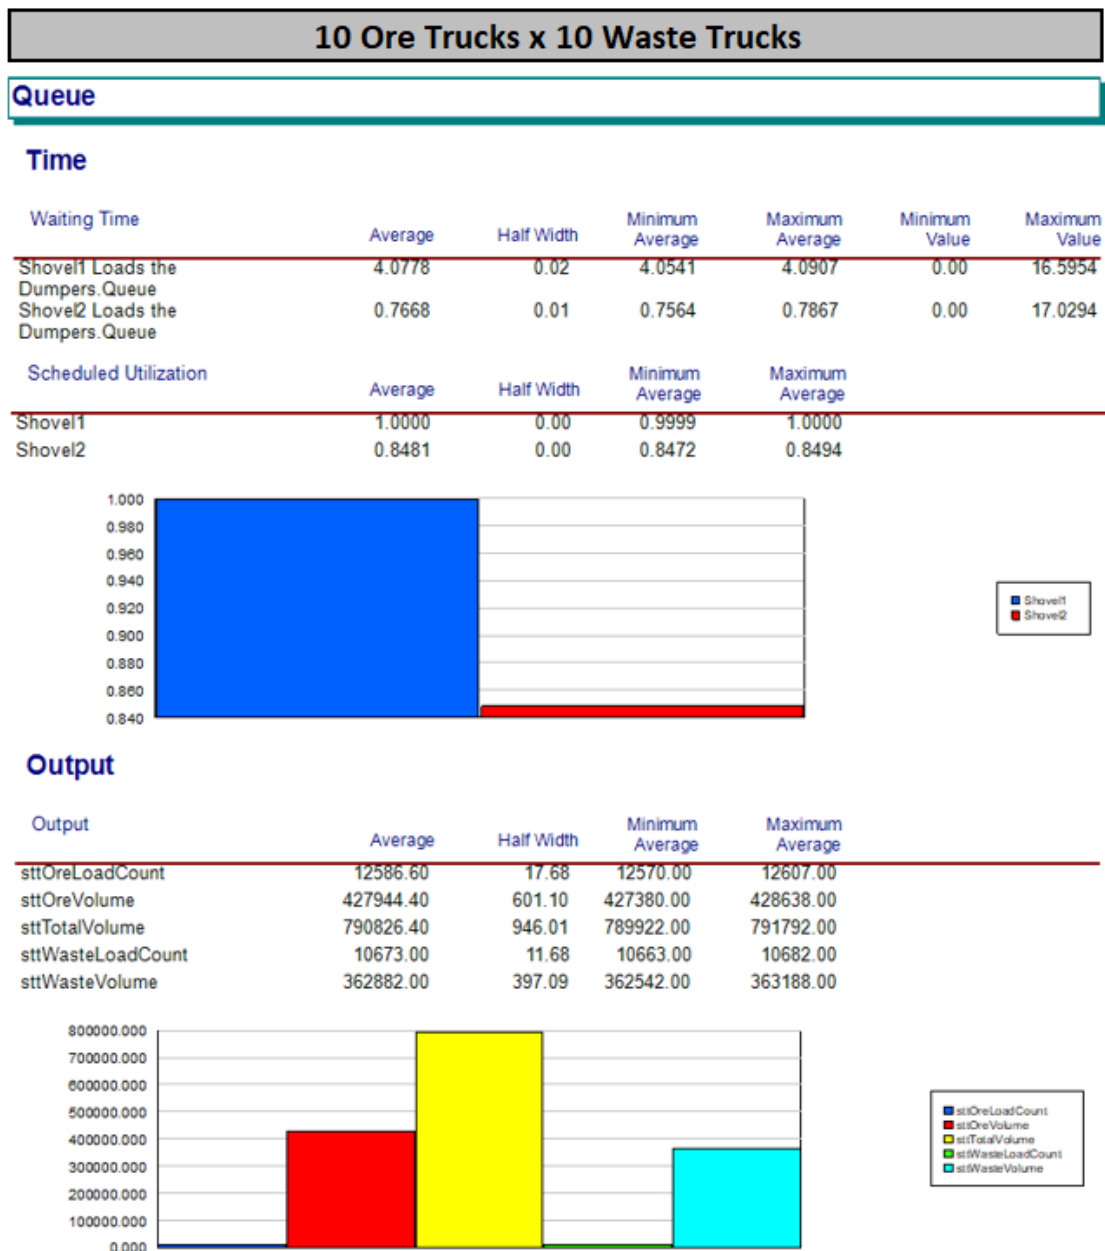 10 Ore Trucks x 10 Waste Trucks
Queue
Time
Waiting Time Average Half Width Minimum Average Maximum Average Minimum Value Maximum Value
Shovel1 Loads the Dumpers.Queue 4.0778 0.02 4.0541 4.0907 0.00 16.5954
Shovel2 Loads the Dumpers.Queue 0.7668 0.01 0.7564 0.7867 0.00 17.0294
Scheduled Utilization Average Half Width Minimum Average Maximum Average
Shovel1 1.0000 0.00 0.9999 1.0000
Shovel2 0.8481 0.00 0.8472 0.8494
1.000
0.980
0.960
0.940
0.920
0.900
0.880
0.860
0.840
Shovel1
Shovel2
Output
Output Average Half Width Minimum Average Maximum Average
sttOreLoadCount 12586.60 17.68 12570.00 12607.00
sttOreVolume 427944.40 601.10 427380.00 428638.00
sttTotalVolume 790826.40 946.01 789922.00 791792.00
sttWasteLoadCount 10673.00 11.68 10663.00 10682.00
sttWasteVolume 362882.00 397.09 362542.00 363188.00
800000.000
700000.000
600000.000
500000.000
400000.000
300000.000
200000.000
100000.000
0.000
sttOreLoadCount
sttOreVolume
sttTotalVolume
sttWasteLoadCount
sttWasteVolume